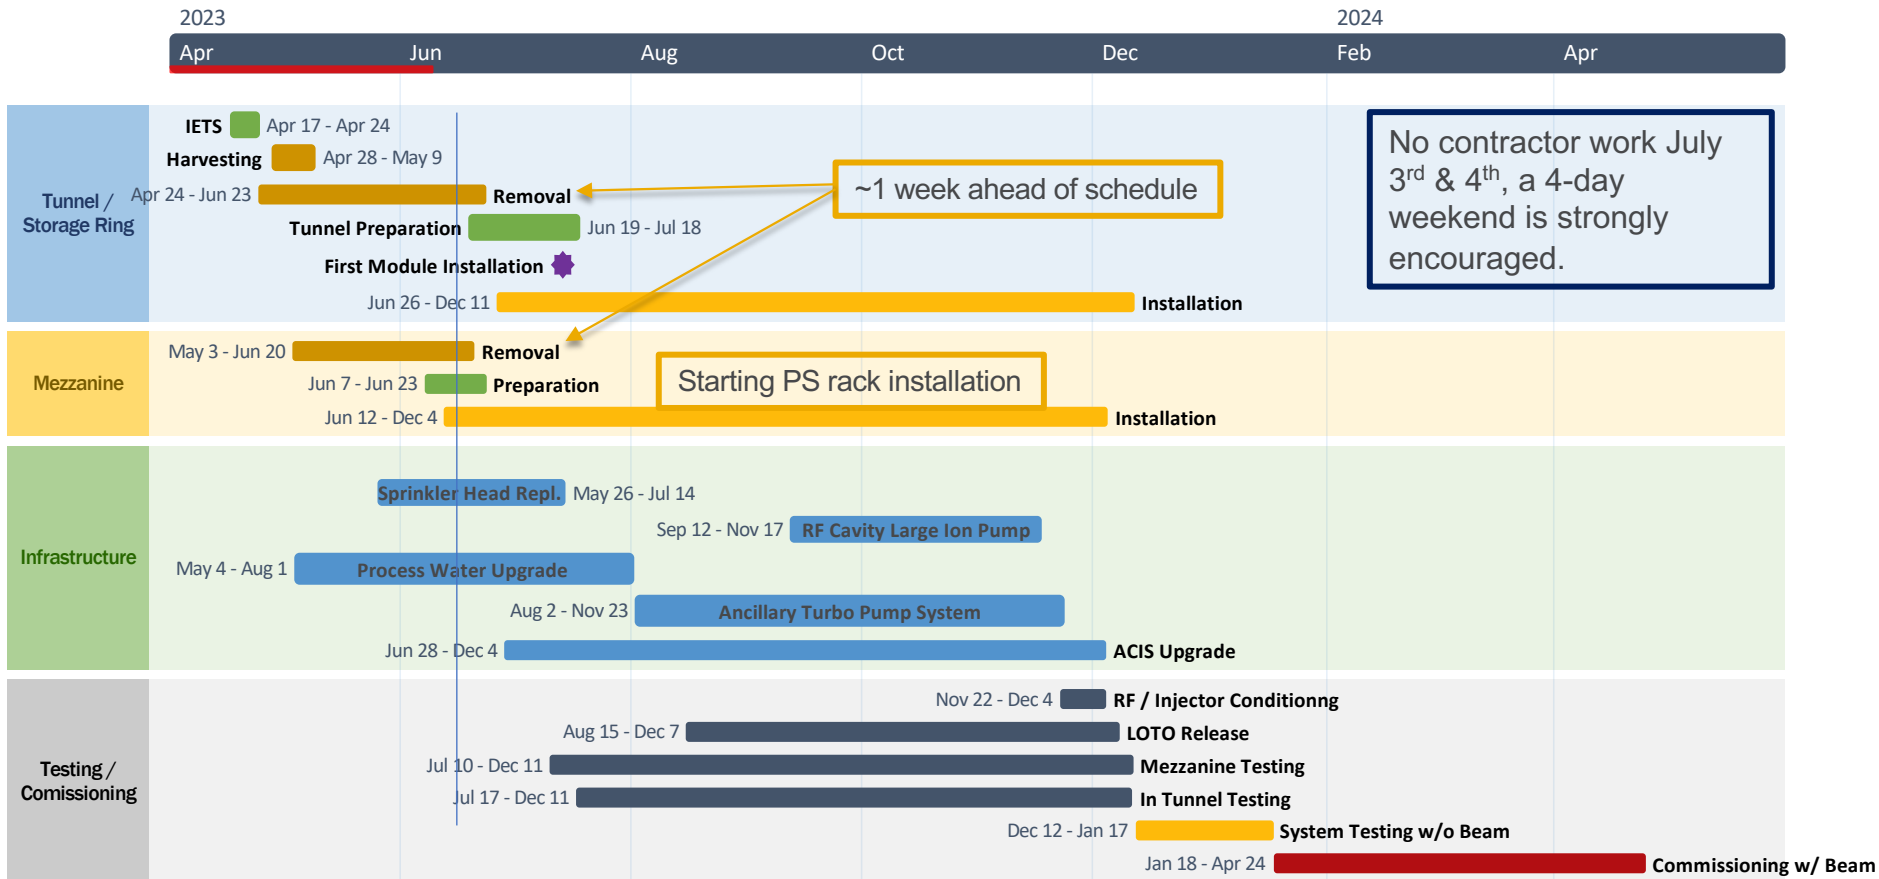 2023
2024
Apr
Jun
Aug
Oct
Dec
Feb
Apr
Tunnel /
Storage Ring
IETS
Apr 17 - Apr 24
Harvesting
Apr 28 - May 9
Apr 24 - Jun 23
Removal
Tunnel Preparation
Jun 19 - Jul 18
First Module Installation
Jun 26 - Dec 11
Installation
~1 week ahead of schedule
No contractor work July
3rd & 4th, a 4-day
weekend is strongly
encouraged.
Mezzanine
May 3 - Jun 20
Removal
Jun 7 - Jun 23
Preparation
Jun 12 - Dec 4
Installation
Starting PS rack installation
Infrastructure
Sprinkler Head Repl.
May 26 - Jul 14
Sep 12 - Nov 17
RF Cavity Large Ion Pump
May 4 - Aug 1
Process Water Upgrade
Aug 2 - Nov 23
Ancillary Turbo Pump System
Jun 28 - Dec 4
ACIS Upgrade
Testing /
Comissioning
Nov 22 - Dec 4
RF / Injector Conditionng
Aug 15 - Dec 7
LOTO Release
Jul 10 - Dec 11
Mezzanine Testing
Jul 17 - Dec 11
In Tunnel Testing
Dec 12 - Jan 17
System Testing w/o Beam
Jan 18 - Apr 24
Commissioning w/ Beam